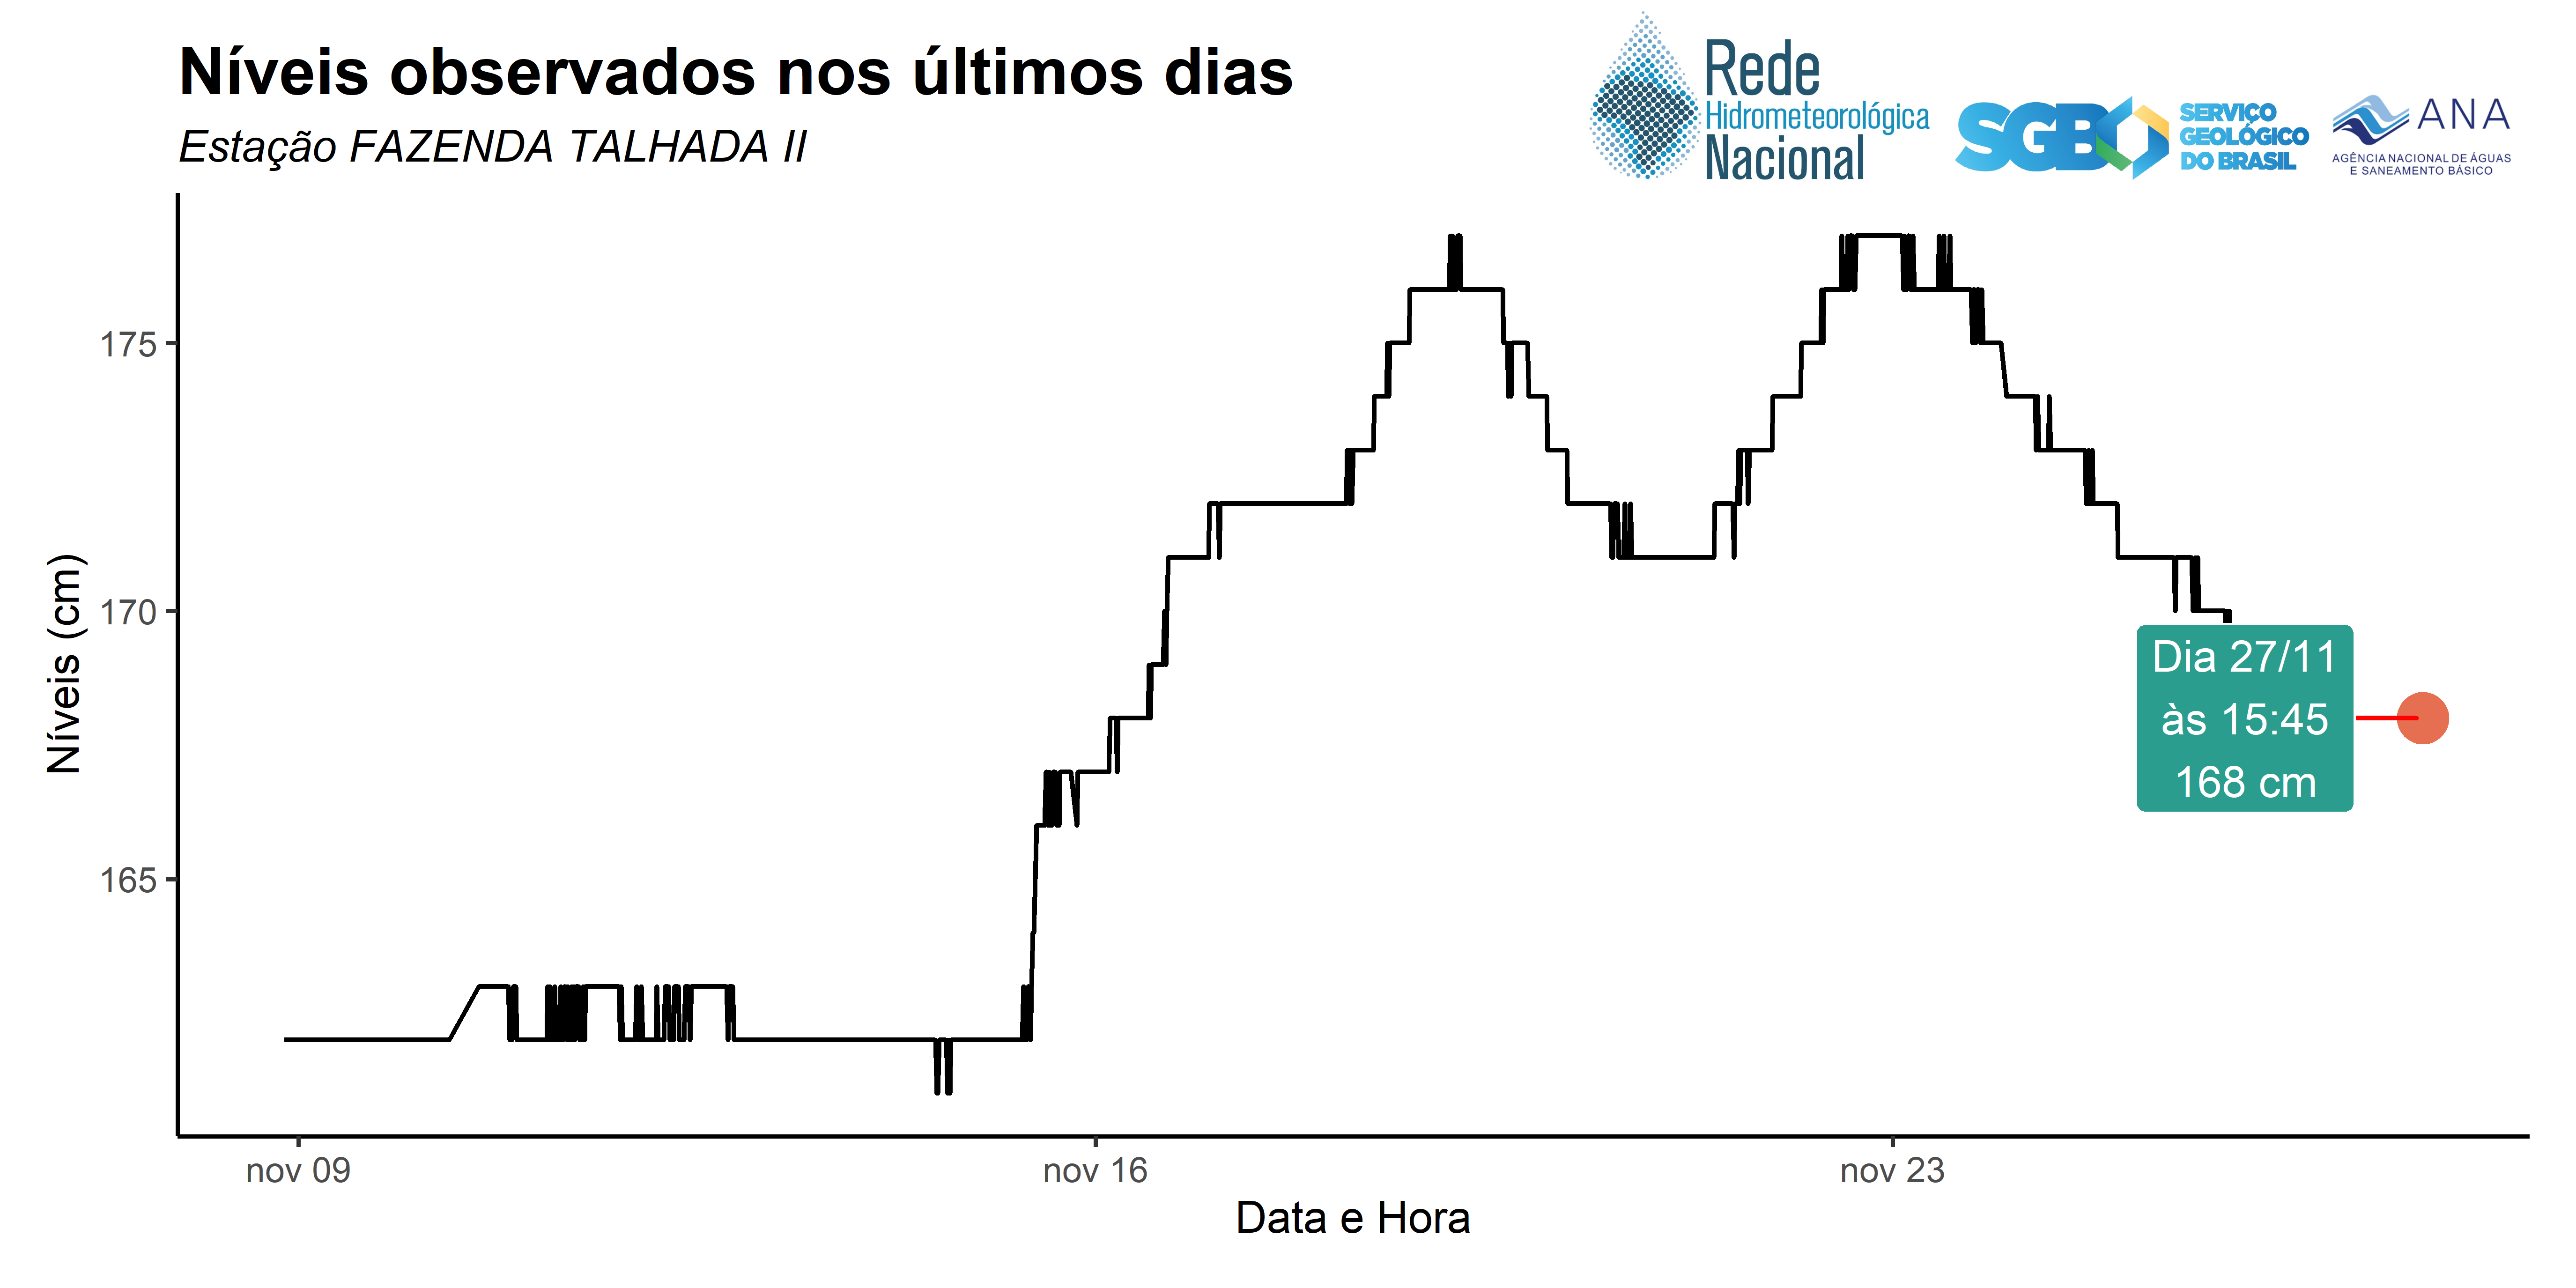 Níveis observados nos últimos dias
Estação FAZENDA TALHADA II
Rede
Hidrometeorológica
Nacional
SGB
SERVIÇO
GEOLÓGICO
DO BRASIL
ANA
AGÊNCIA NACIONAL DE ÁGUAS
E SANEAMENTO BÁSICO
Níveis (cm)
175
170
165
Dia 27/11
às 15:45
168 cm
nov 09
nov 16
nov 23
Data e Hora